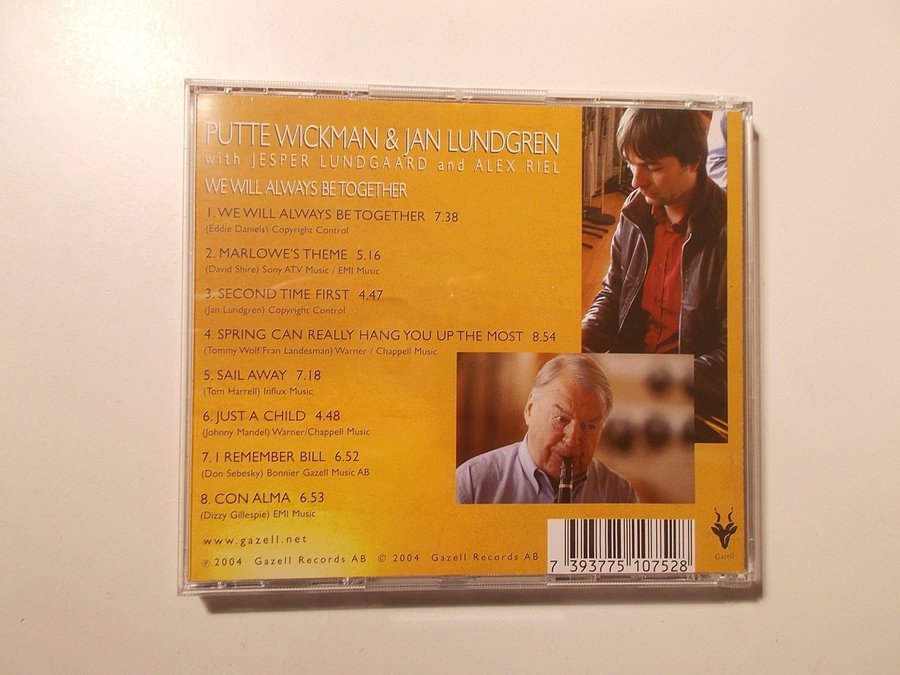 PUTTE WICKMAN & JAN LUNDGREN
with JESPER LUNDGAARD and ALEX RIEL
WE WILL ALWAYS BE TOGETHER
1. WE WILL ALWAYS BE TOGETHER 7.38
(Eddie Daniels) Copyright Control
2. MARLOWE'S THEME 5.16
(David Shire) Sony ATV Music / EMI Music
3. SECOND TIME FIRST 4.47
(Jan Lundgren) Copyright Control
4. SPRING CAN REALLY HANG YOU UP THE MOST 8.54
(Tommy Wolf/Fran Landesman) Warner / Chappell Music
5. SAIL AWAY 7.18
(Tom Harrell) Influx Music
6. JUST A CHILD 4.48
(Johnny Mandel) Warner/Chappell Music
7. I REMEMBER BILL 6.52
(Don Sebesky) Bonnier Gazell Music AB
8. CON ALMA 6.53
(Dizzy Gillespie) EMI Music
www.gazell.net
℗ 2004 Gazell Records AB © 2004 Gazell Records AB
7 393775 107528
Gazell